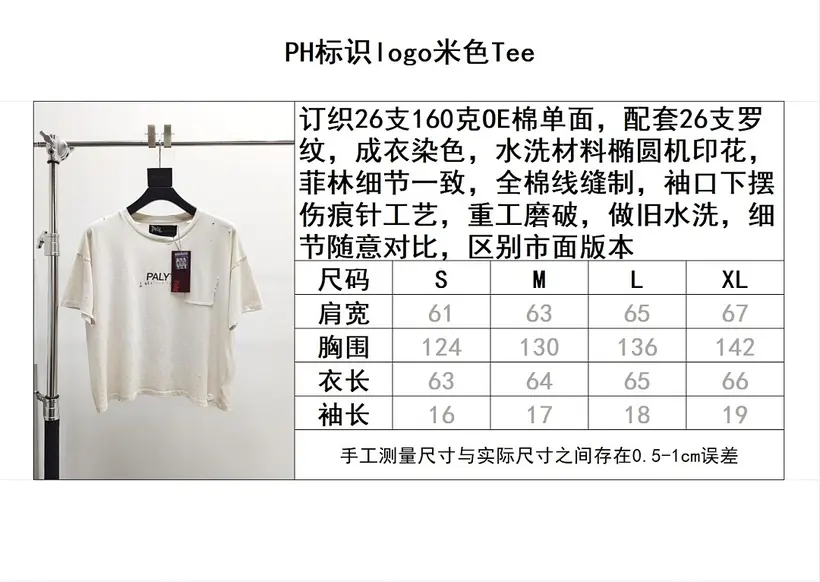 PH标识logo米色Tee
订织26支160克OE棉单面，配套26支罗
纹，成衣染色，水洗材料椭圆机印花，
菲林细节一致，全棉线缝制，袖口下摆
伤痕针工艺，重工磨破，做旧水洗，细
节随意对比，区别市面版本
尺码 S M L XL
肩宽 61 63 65 67
胸围 124 130 136 142
衣长 63 64 65 66
袖长 16 17 18 19
手工测量尺寸与实际尺寸之间存在0.5-1cm误差
PALY